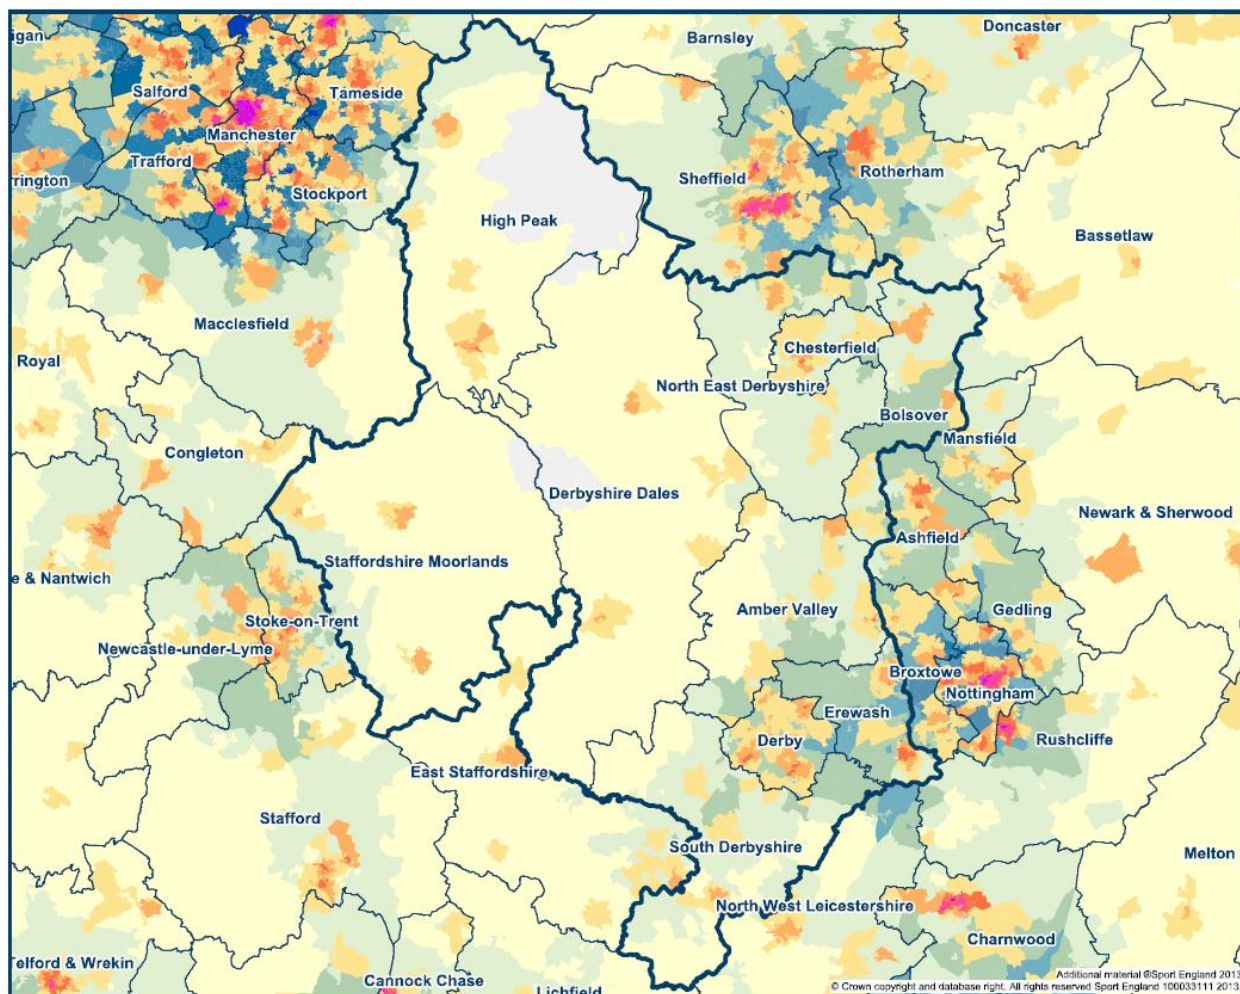 Doncaster
igan
Barnsley
Salford
Tameside
Manchester
Trafford
rrington
Stockport
Sheffield
Rotherham
High Peak
Bassetlaw
Macclesfield
Royal
Chesterfield
North East Derbyshire
Bolsover
Mansfield
Congleton
Derbyshire Dales
Newark & Sherwood
Ashfield
Staffordshire Moorlands
e & Nantwich
Amber Valley
Gedling
Stoke-on-Trent
Newcastle-under-Lyme
Broxtowe
Nottingham
Erewash
Derby
Rushcliffe
East Staffordshire
Stafford
South Derbyshire
Melton
North West Leicestershire
Charnwood
Telford & Wrekin
Cannock Chase
Lichfield
Additional material ®Sport England 2013
© Crown copyright and database right. All rights reserved Sport England 100033111 2013.